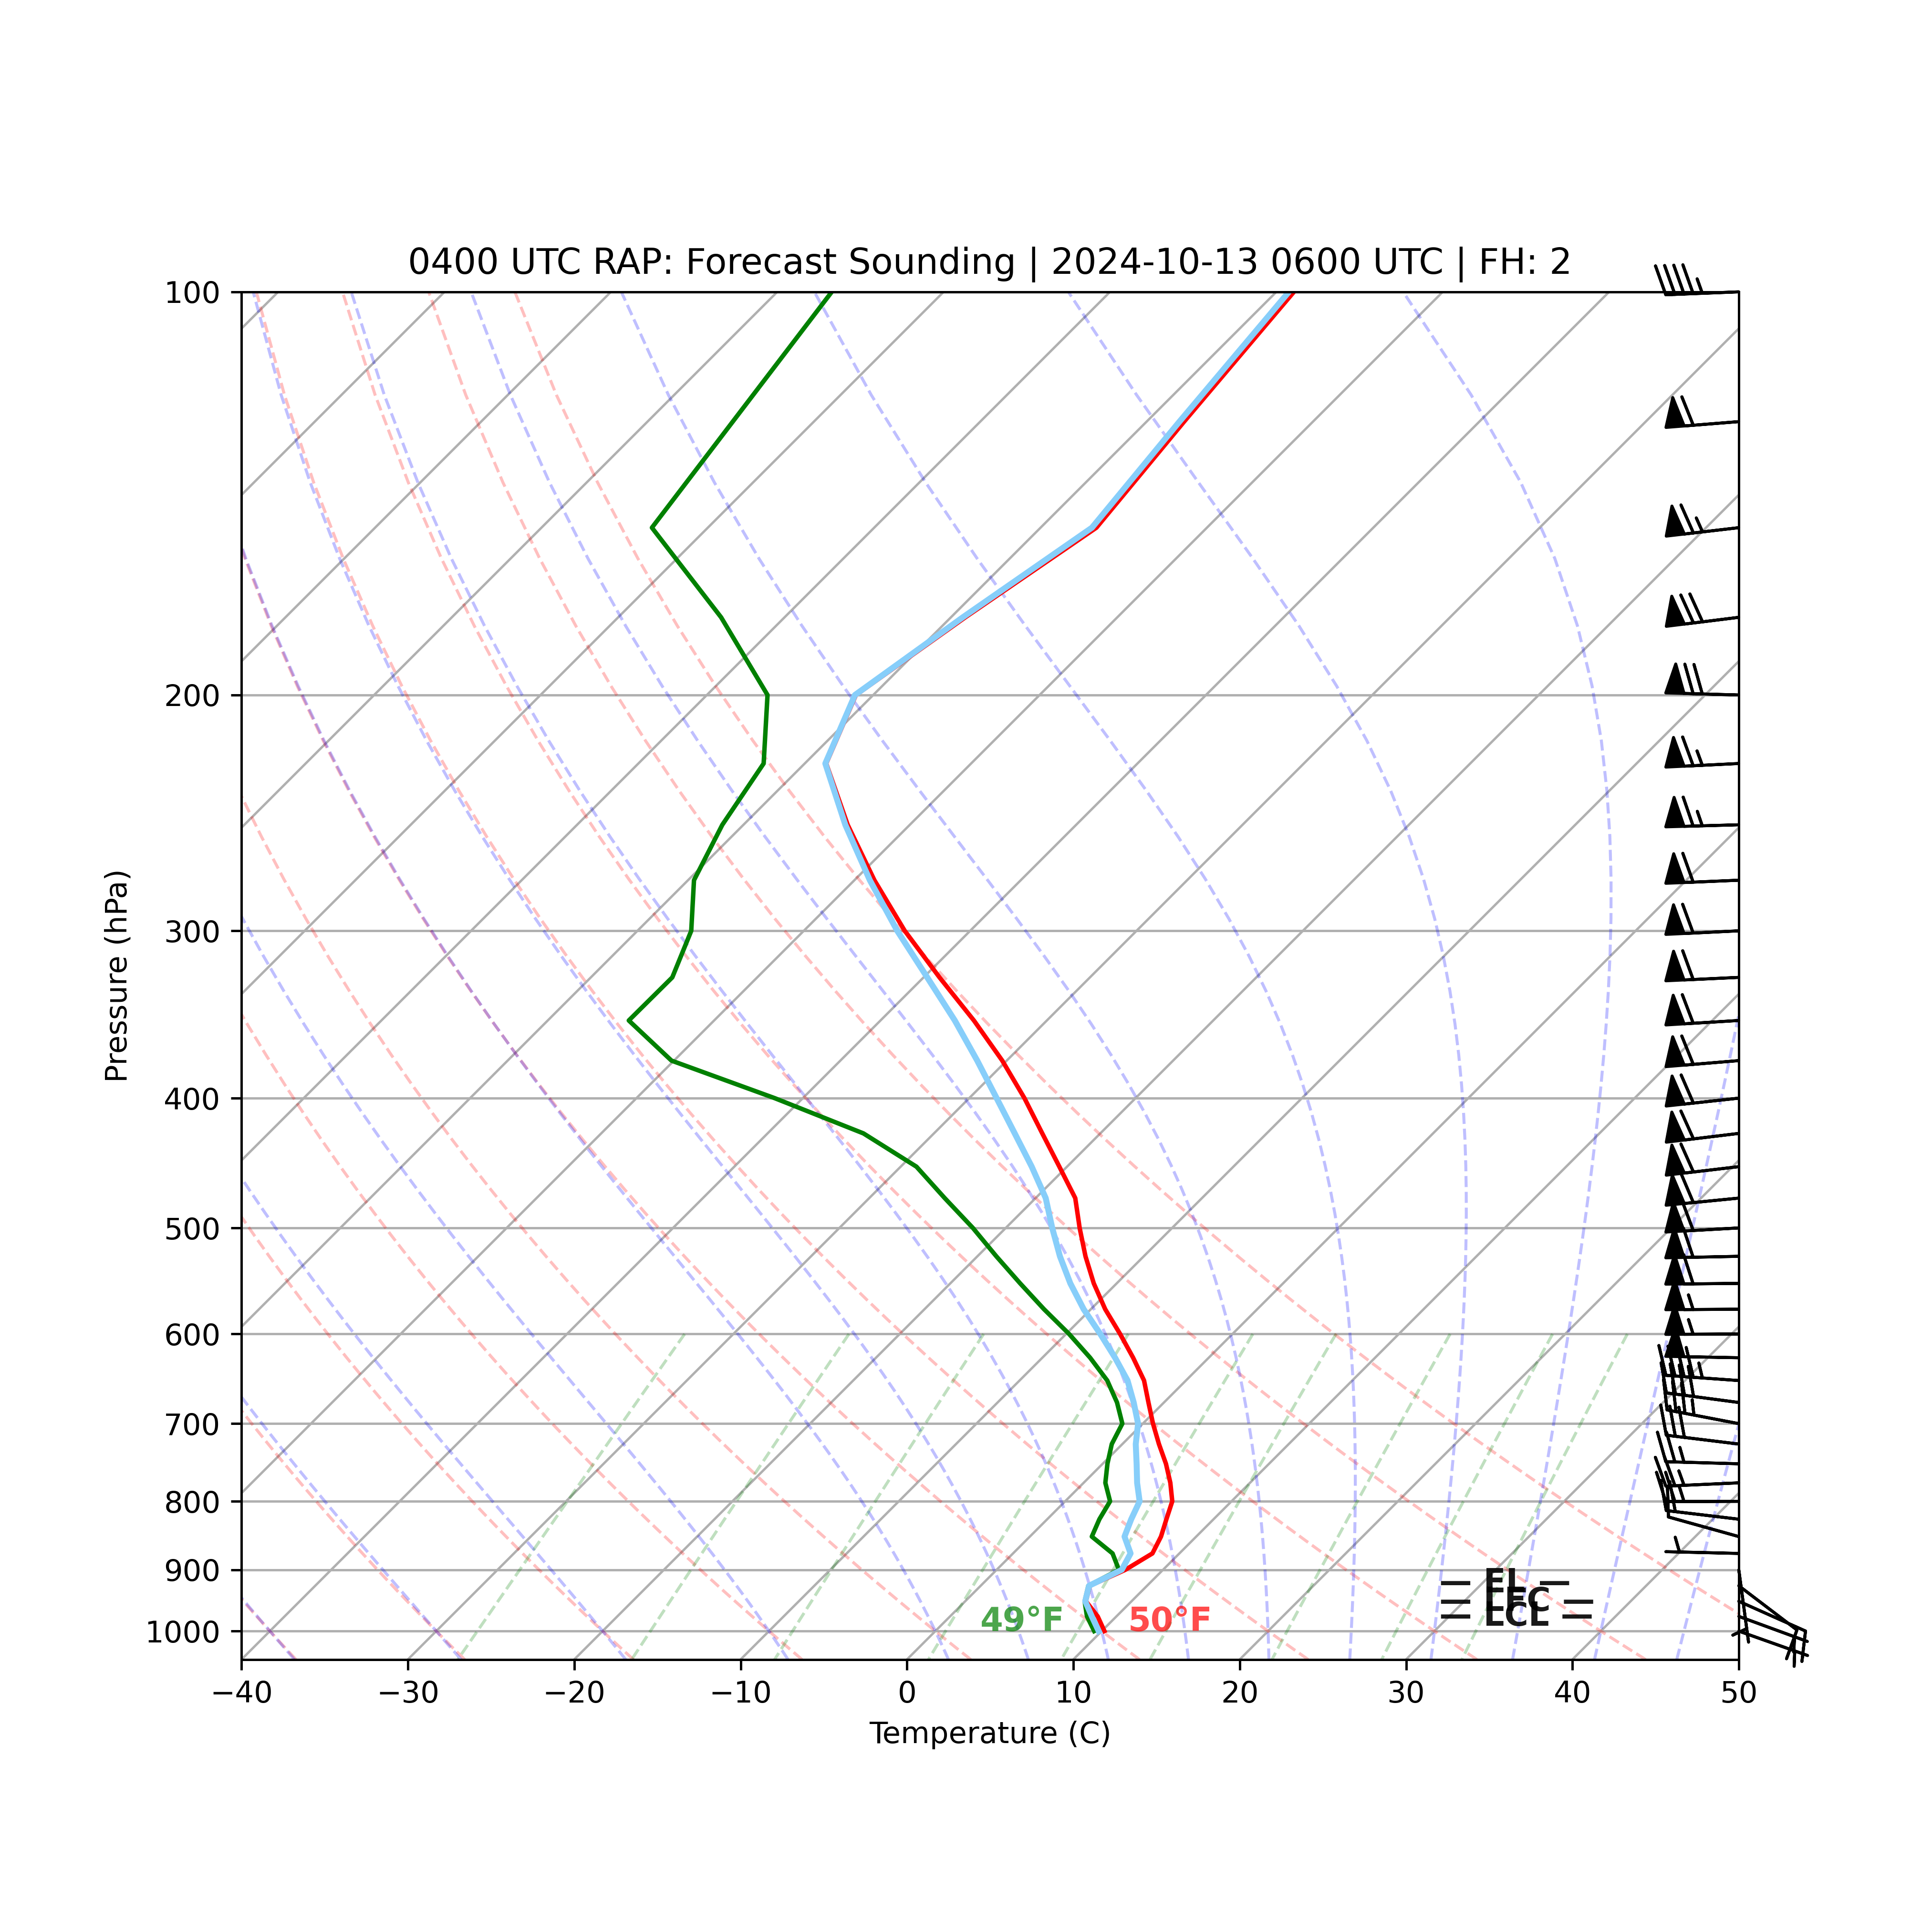 0400 UTC RAP: Forecast Sounding | 2024-10-13 0600 UTC | FH: 2
100
200
300
400
500
600
700
800
900
1000
Pressure (hPa)
— EL —
— LFC —
— LCL —
49°F 50°F
−40 −30 −20 −10 0 10 20 30 40 50
Temperature (C)